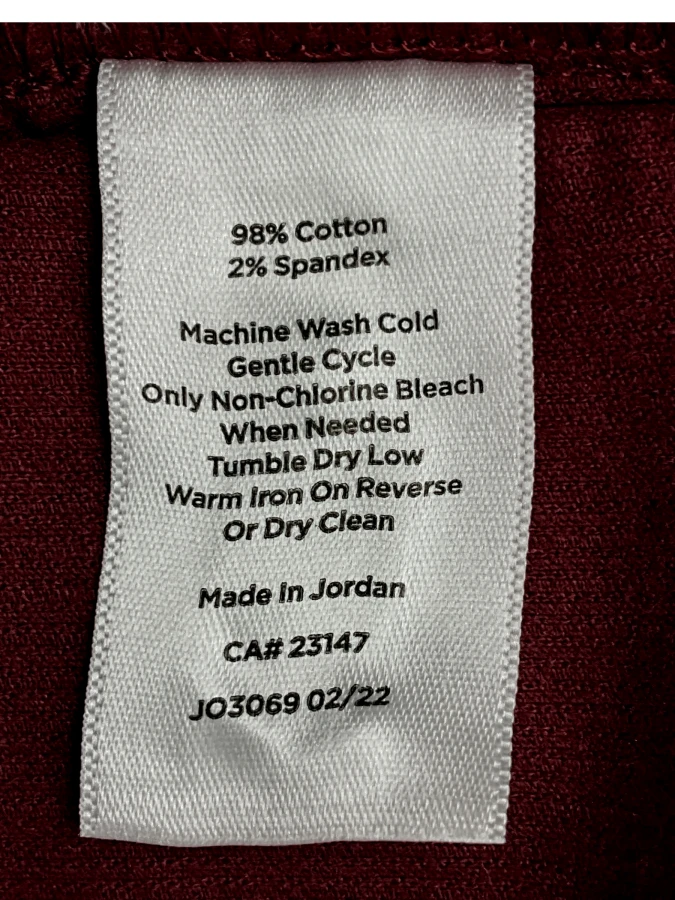 98% Cotton
2% Spandex
Machine Wash Cold
Gentle Cycle
Only Non-Chlorine Bleach
When Needed
Tumble Dry Low
Warm Iron On Reverse
Or Dry Clean
Made in Jordan
CA# 23147
JO3069 02/22